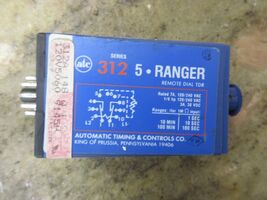 atc
SERIES
312 5 • RANGER
REMOTE DIAL TDR
Rated 7A, 120/240 VAC
1/6 hp 120/240 VAC
5A, 30 VDC
1 SEC
10 MIN 10 SEC
100 MIN 100 SEC
AUTOMATIC TIMING & CONTROLS CO.
KING OF PRUSSIA, PENNSYLVANIA 19406